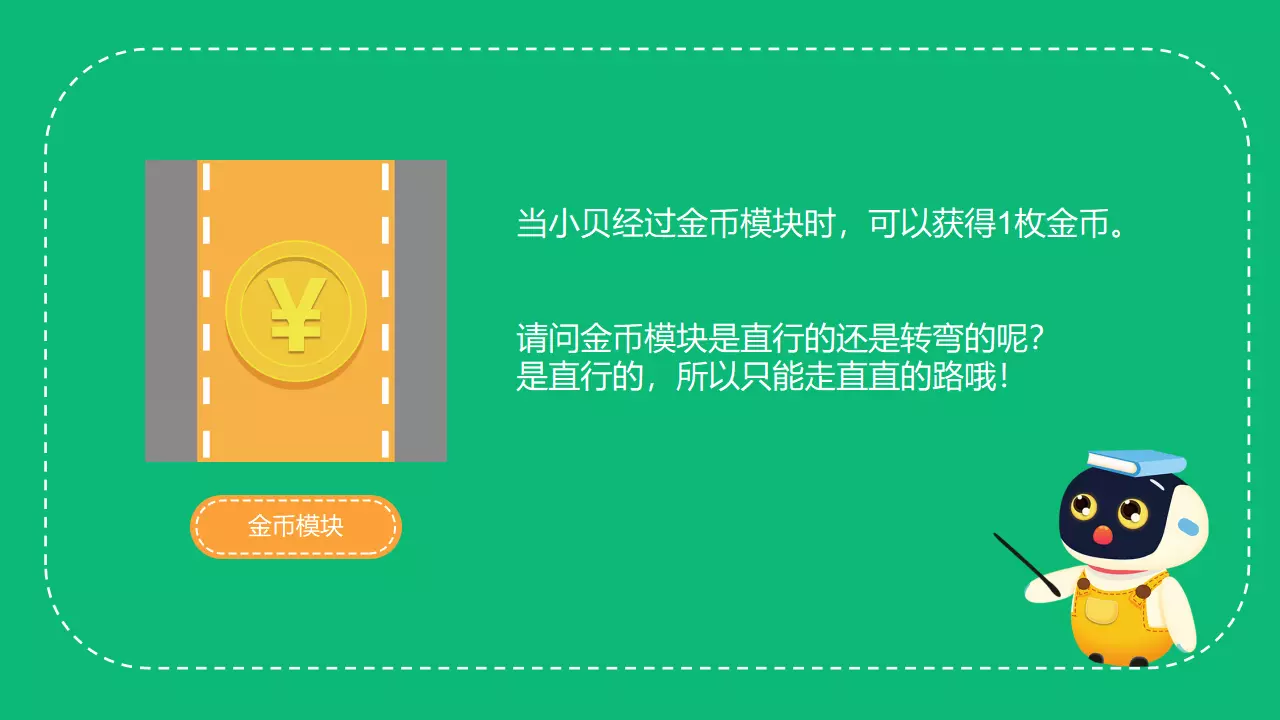 当小贝经过金币模块时，可以获得1枚金币。
请问金币模块是直行的还是转弯的呢？
是直行的，所以只能走直直的路哦！
¥
金币模块